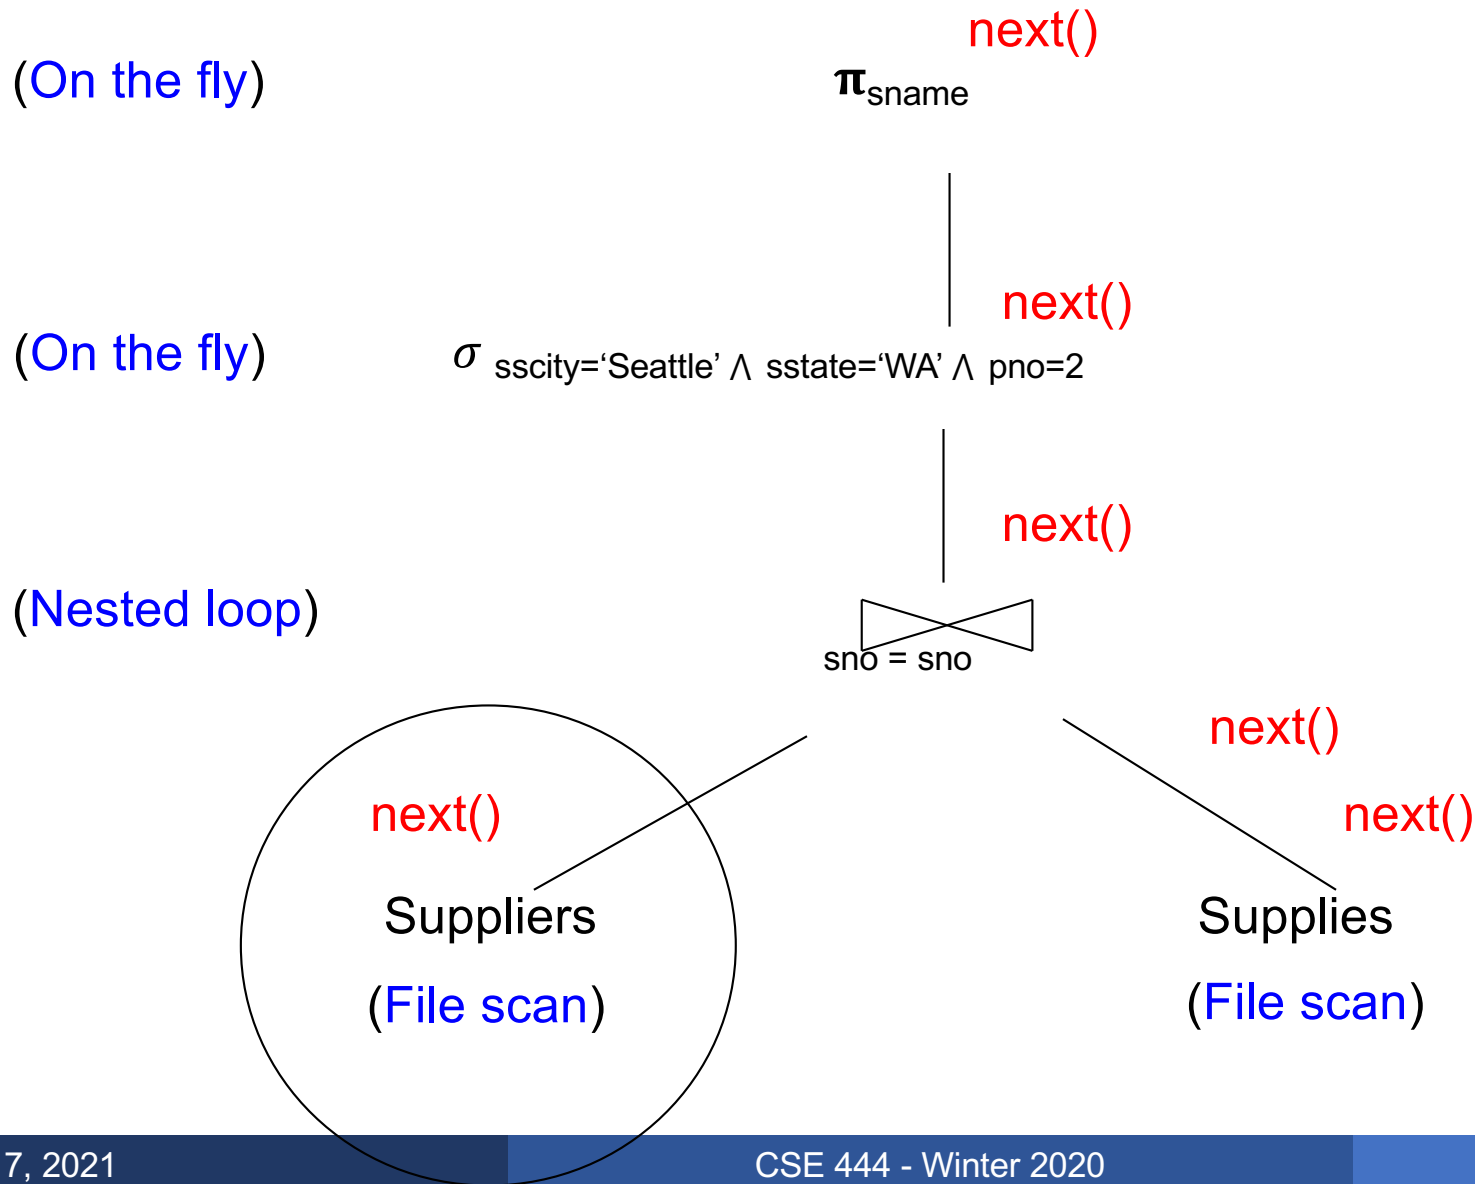 next()
(On the fly)
πsname
next()
(On the fly)
σ sscity=‘Seattle’ ⋀ sstate=‘WA’ ⋀ pno=2
next()
(Nested loop)
sno = sno
next()
next()
next()
Suppliers
Supplies
(File scan)
(File scan)
7, 2021
CSE 444 - Winter 2020